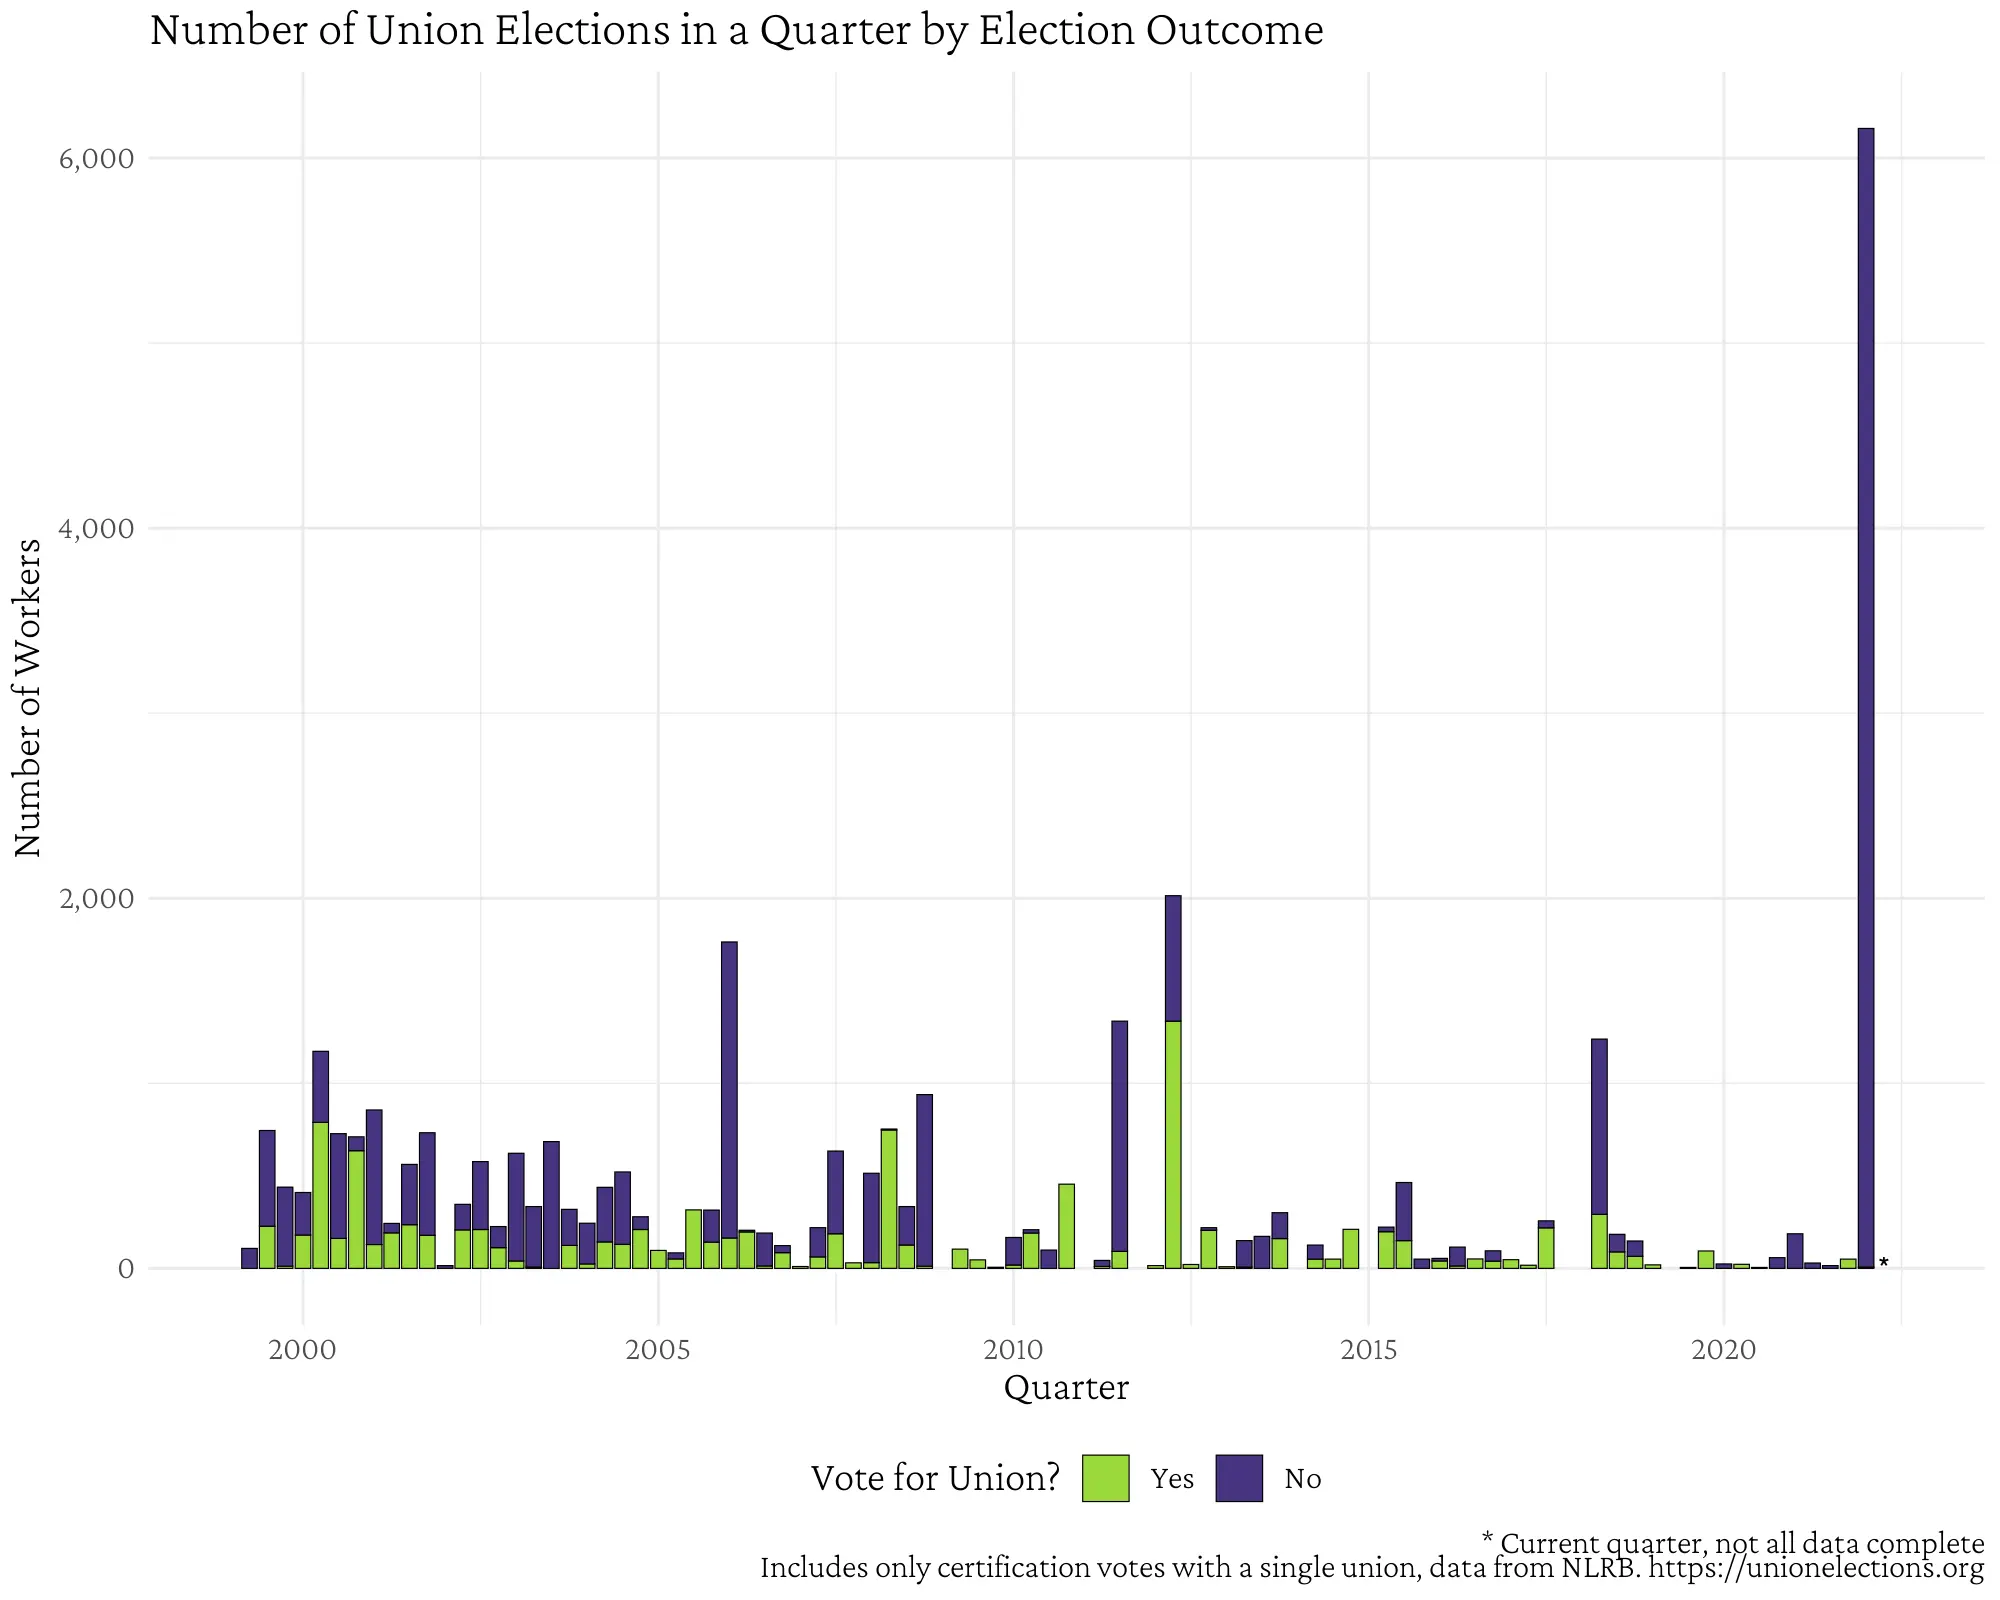 Number of Union Elections in a Quarter by Election Outcome
6,000
4,000
2,000
0
Number of Workers
*
2000 2005 2010 2015 2020
Quarter
Vote for Union? Yes No
* Current quarter, not all data complete
Includes only certification votes with a single union, data from NLRB. https://unionelections.org